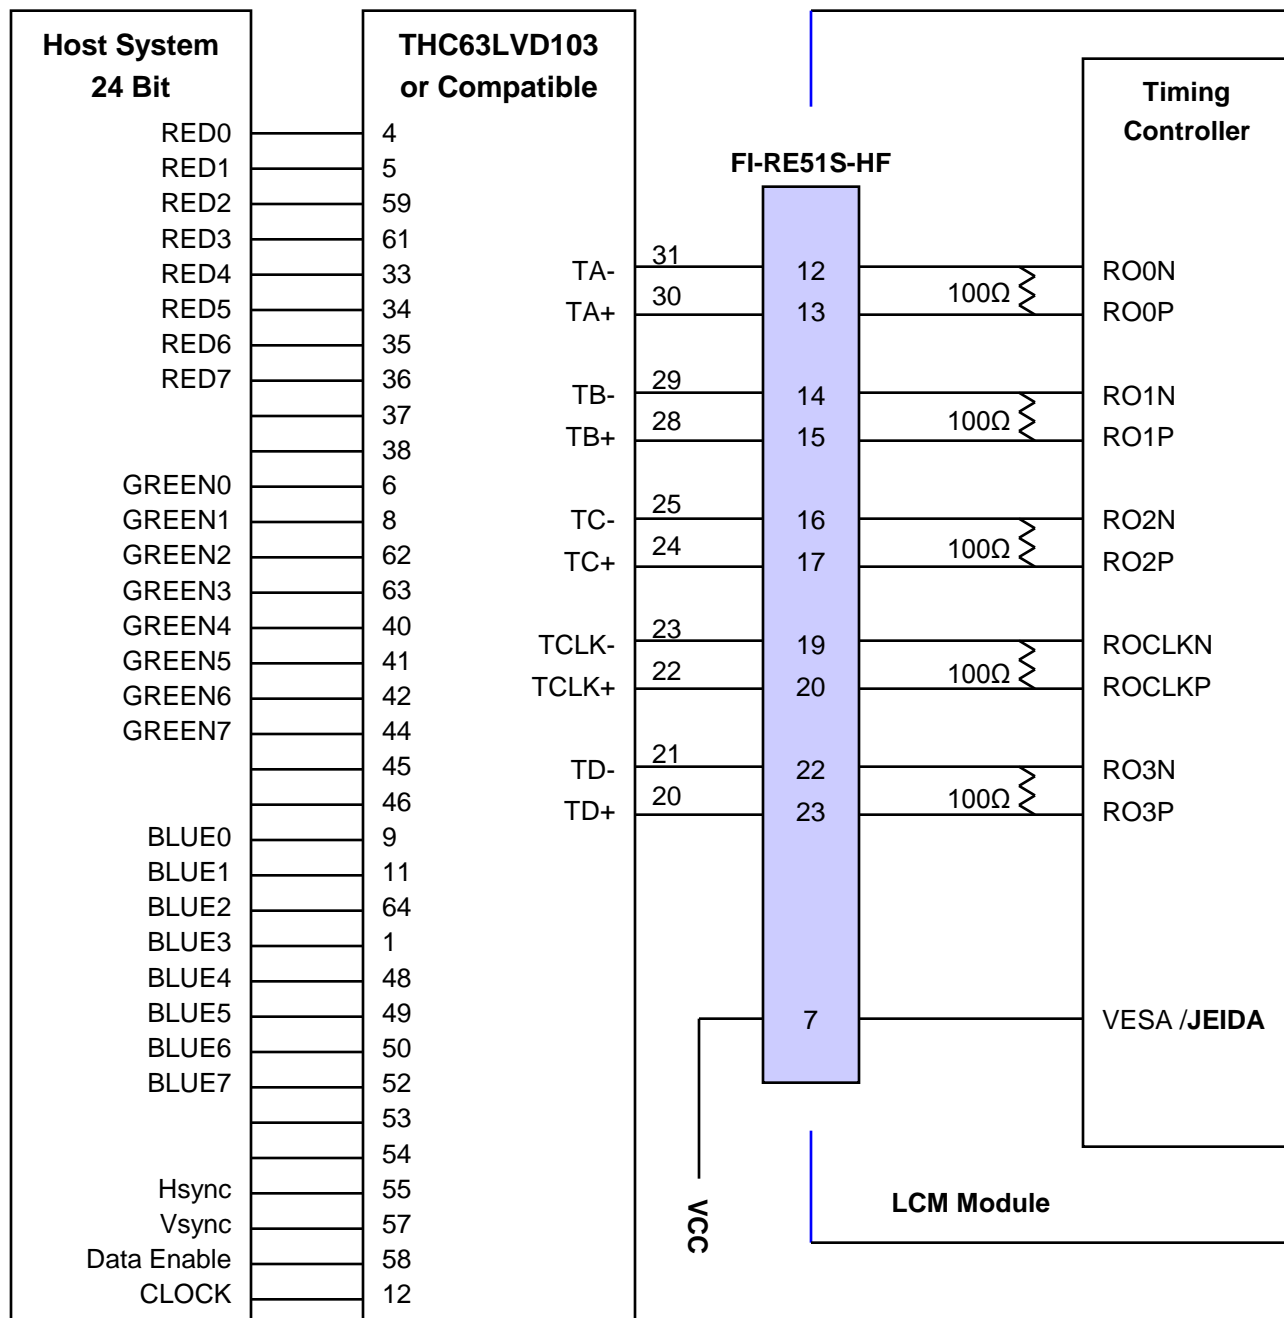 Host System
24 Bit
RED0
RED1
RED2
RED3
RED4
RED5
RED6
RED7
GREEN0
GREEN1
GREEN2
GREEN3
GREEN4
GREEN5
GREEN6
GREEN7
BLUE0
BLUE1
BLUE2
BLUE3
BLUE4
BLUE5
BLUE6
BLUE7
Hsync
Vsync
Data Enable
CLOCK
THC63LVD103
or Compatible
4
5
59
61
33
34
35
36
37
38
6
8
62
63
40
41
42
44
45
46
9
11
64
1
48
49
50
52
53
54
55
57
58
12
TA-
TA+
TB-
TB+
TC-
TC+
TCLK-
TCLK+
TD-
TD+
31
30
29
28
25
24
23
22
21
20
FI-RE51S-HF
12
13
14
15
16
17
19
20
22
23
7
VCC
100Ω
100Ω
100Ω
100Ω
100Ω
Timing
Controller
RO0N
RO0P
RO1N
RO1P
RO2N
RO2P
ROCLKN
ROCLKP
RO3N
RO3P
VESA /JEIDA
LCM Module